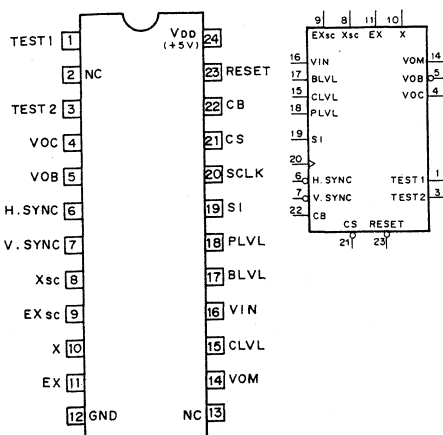 TEST1 1
2 NC
TEST2 3
VOC 4
VOB 5
H.SYNC 6
V.SYNC 7
Xsc 8
EXsc 9
X 10
EX 11
12 GND
VDD 24
(+5V)
23 RESET
22 CB
21 CS
20 SCLK
19 SI
18 PLVL
17 BLVL
16 VIN
15 CLVL
14 VOM
NC 13
9 8 11 10
EXsc Xsc EX X
16 VIN
17 BLVL
15 CLVL
18 PLVL
19 SI
20
6 H.SYNC
7 V.SYNC
22 CB
VOM 14
VOB 5
VOC 4
TEST1 1
TEST2 3
CS RESET
21 23